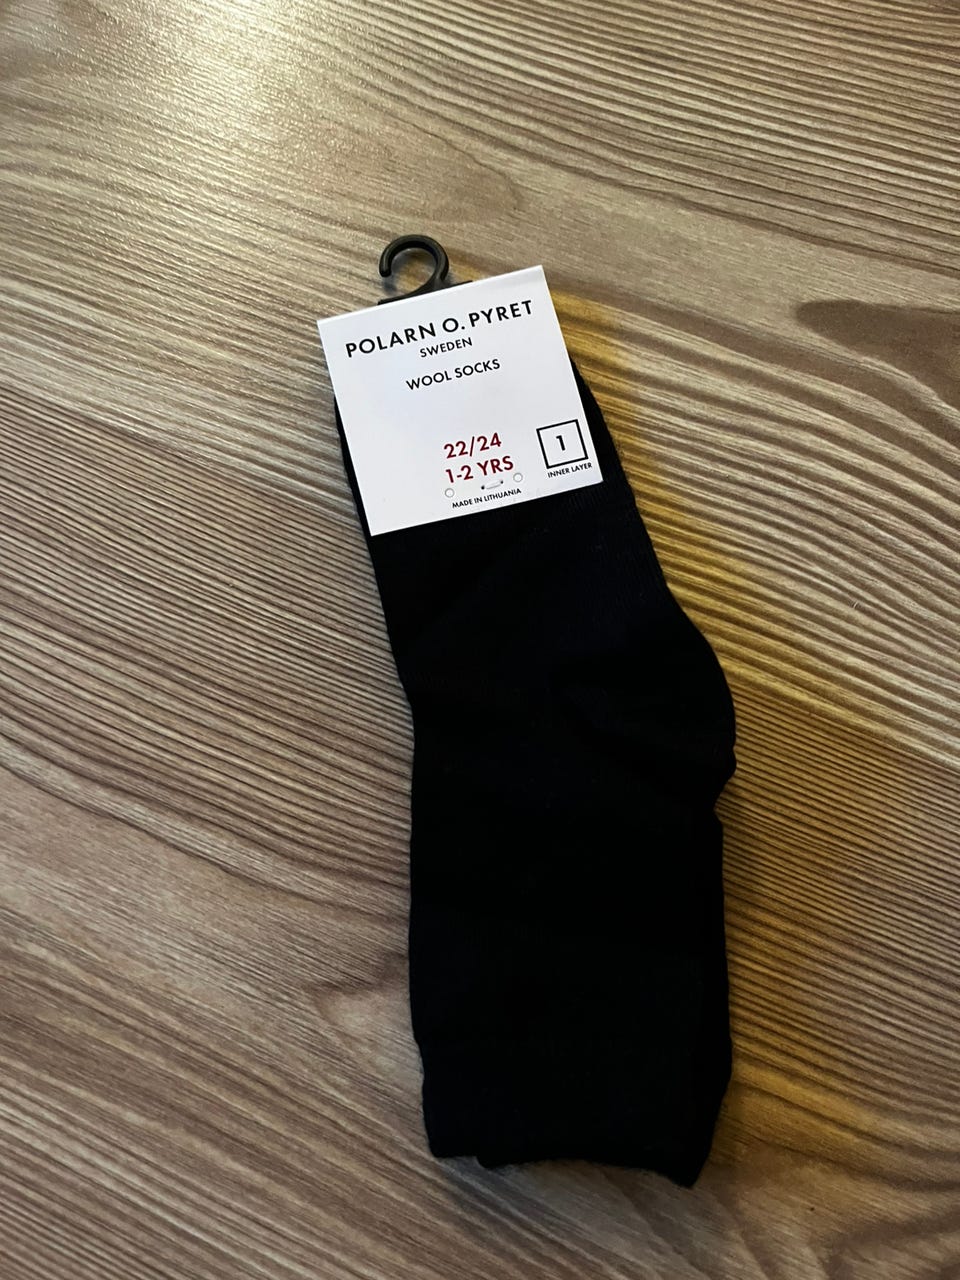 POLARN O. PYRET
SWEDEN
WOOL SOCKS
22/24
1-2 YRS
1
INNER LAYER
MADE IN LITHUANIA